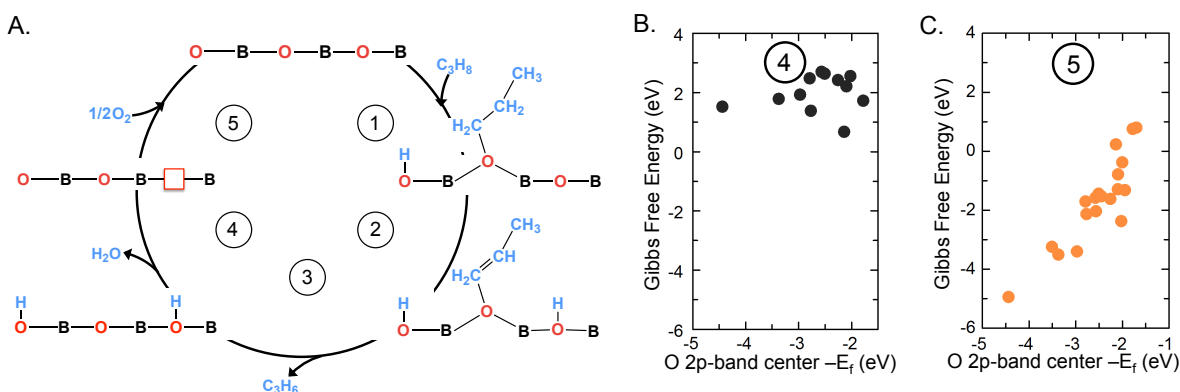 A.
O B O B O B
C₃H₈
CH₃
CH₂
H₂C
H
O
O B B O B
1/2O₂
5
1
O B O B B
4
2
3
CH₃
CH
H₂C
H
H
O
O B B O B
H₂O
H
H
O B O B O B
C₃H₆
B.
4
Gibbs Free Energy (eV)
4
2
0
-2
-4
-6
-5 -4 -3 -2
O 2p-band center –E_f (eV)
C.
5
Gibbs Free Energy (eV)
4
2
0
-2
-4
-6
-5 -4 -3 -2 -1
O 2p-band center –E_f (eV)